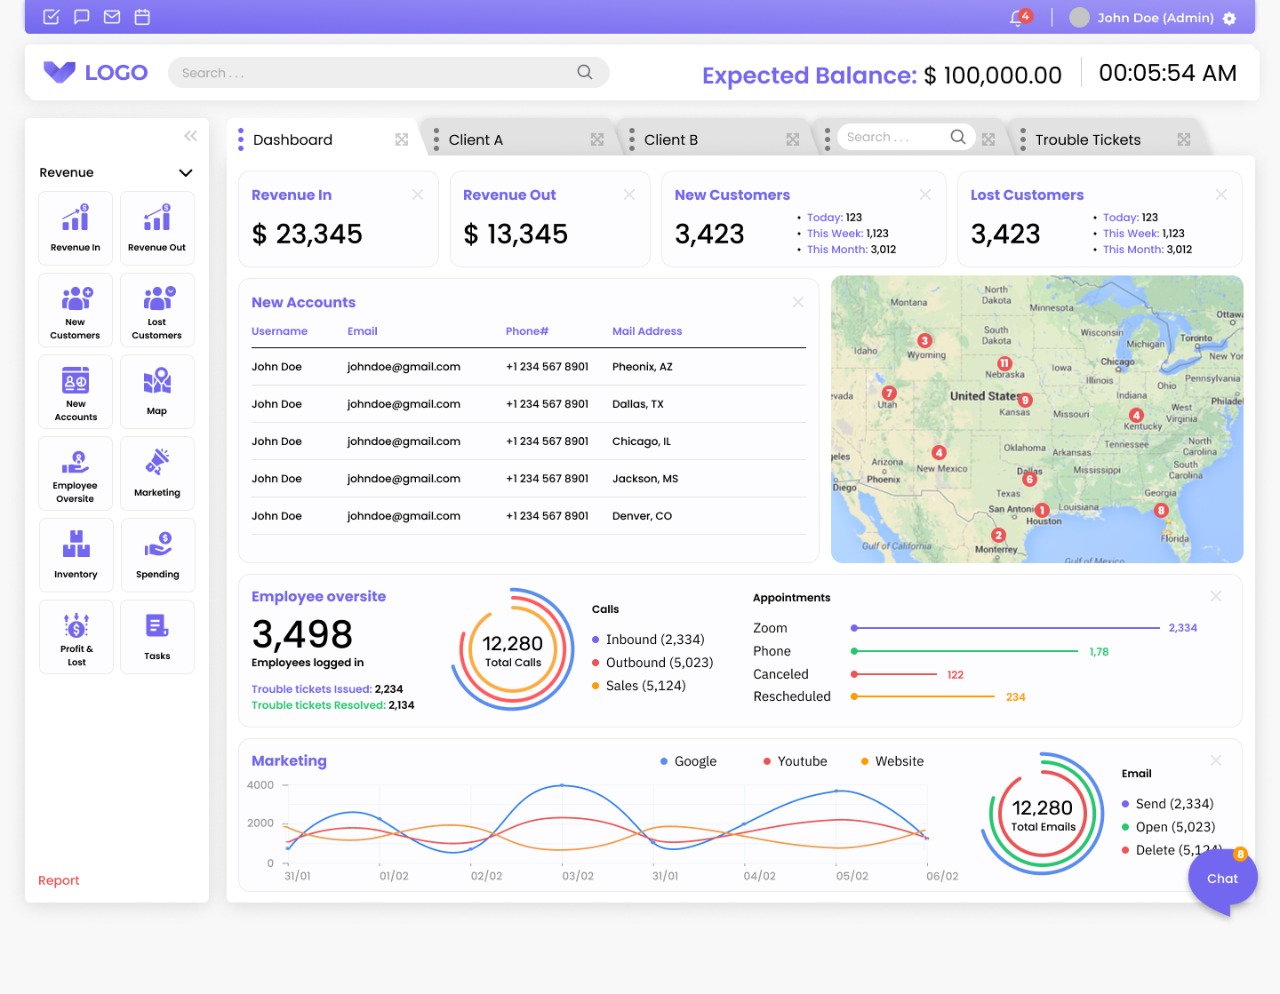 4
John Doe (Admin)
LOGO
Search . . .
Expected Balance: $ 100,000.00
00:05:54 AM
Revenue
Revenue In
Revenue Out
New Customers
Lost Customers
New Accounts
Map
Employee Oversite
Marketing
Inventory
Spending
Profit & Lost
Tasks
Report
Dashboard
Client A
Client B
Search . . .
Trouble Tickets
Revenue In
$ 23,345
Revenue Out
$ 13,345
New Customers
3,423
• Today: 123
• This Week: 1,123
• This Month: 3,012
Lost Customers
3,423
• Today: 123
• This Week: 1,123
• This Month: 3,012
New Accounts
Username Email Phone# Mail Address
John Doe johndoe@gmail.com +1 234 567 8901 Pheonix, AZ
John Doe johndoe@gmail.com +1 234 567 8901 Dallas, TX
John Doe johndoe@gmail.com +1 234 567 8901 Chicago, IL
John Doe johndoe@gmail.com +1 234 567 8901 Jackson, MS
John Doe johndoe@gmail.com +1 234 567 8901 Denver, CO
North Dakota
Montana
Minnesota
Ottawa
South Dakota
Wisconsin
Michigan
Toronto
3
Idaho
Wyoming
11
Nebraska
Iowa
Chicago
New Yor
Illinois
Ohio
Pennsylvania
7
Utah
vada
United States
9
Kansas
Missouri
Indiana
4
Kentucky
West Virginia
Philadel
4
Oklahoma
Arkansas
Tennessee
North Carolina
geles
Arizona
New Mexico
Phoenix
Dallas
6
Mississippi
South Carolina
Diego
Texas
Georgia
San Antoni
1
Houston
Louisiana
8
2
Monterrey
Florida
Gulf of California
Gulf of Mexico
Employee oversite
3,498
Employees logged in
Trouble tickets Issued: 2,234
Trouble tickets Resolved: 2,134
12,280
Total Calls
Calls
Inbound (2,334)
Outbound (5,023)
Sales (5,124)
Appointments
Zoom 2,334
Phone 1,78
Canceled 122
Rescheduled 234
Marketing
Google
Youtube
Website
4000
2000
0
31/01 01/02 02/02 03/02 31/01 04/02 05/02 06/02
12,280
Total Emails
Email
Send (2,334)
Open (5,023)
Delete (5,124)
8
Chat